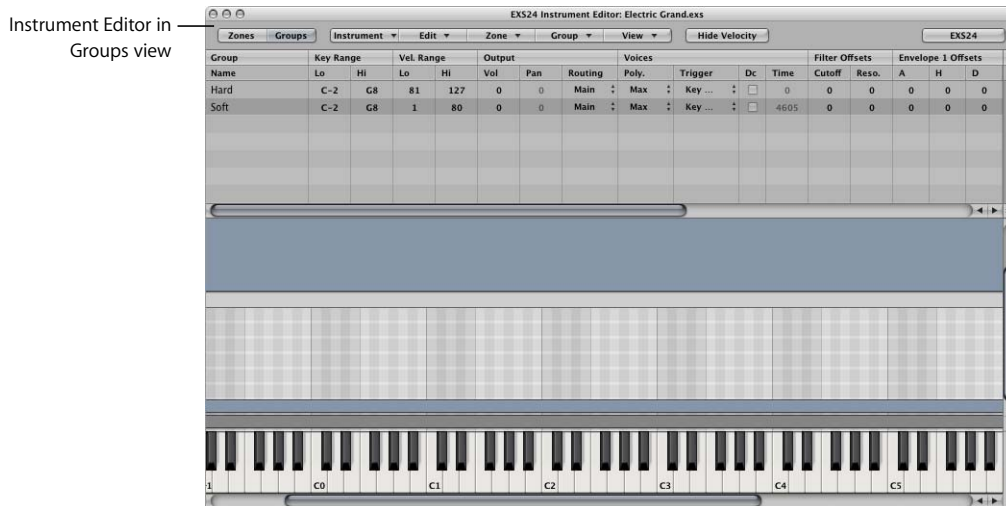 Instrument Editor in
Groups view
EXS24 Instrument Editor: Electric Grand.exs
Zones Groups Instrument Edit Zone Group View Hide Velocity EXS24
Group Key Range Vel. Range Output Voices Filter Offsets Envelope 1 Offsets
Name Lo Hi Lo Hi Vol Pan Routing Poly. Trigger Dc Time Cutoff Reso. A H D
Hard C-2 G8 81 127 0 0 Main Max Key ... 0 0 0 0 0 0
Soft C-2 G8 1 80 0 0 Main Max Key ... 4605 0 0 0 0 0
-1 C0 C1 C2 C3 C4 C5